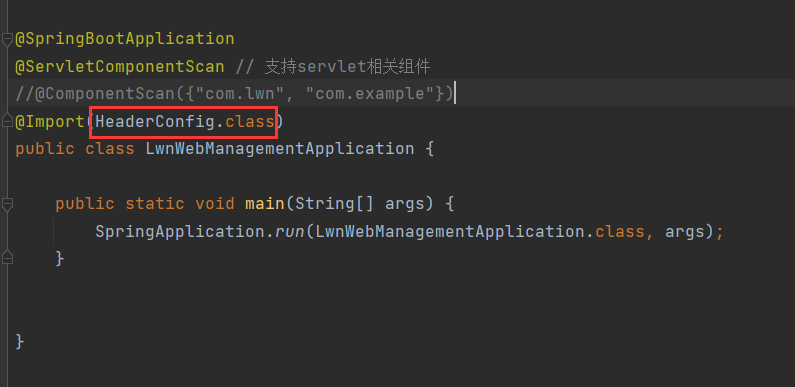 @SpringBootApplication
@ServletComponentScan // 支持servlet相关组件
//@ComponentScan({"com.lwn", "com.example"})
@Import(HeaderConfig.class)
public class LwnWebManagementApplication {
public static void main(String[] args) {
SpringApplication.run(LwnWebManagementApplication.class, args);
}
}